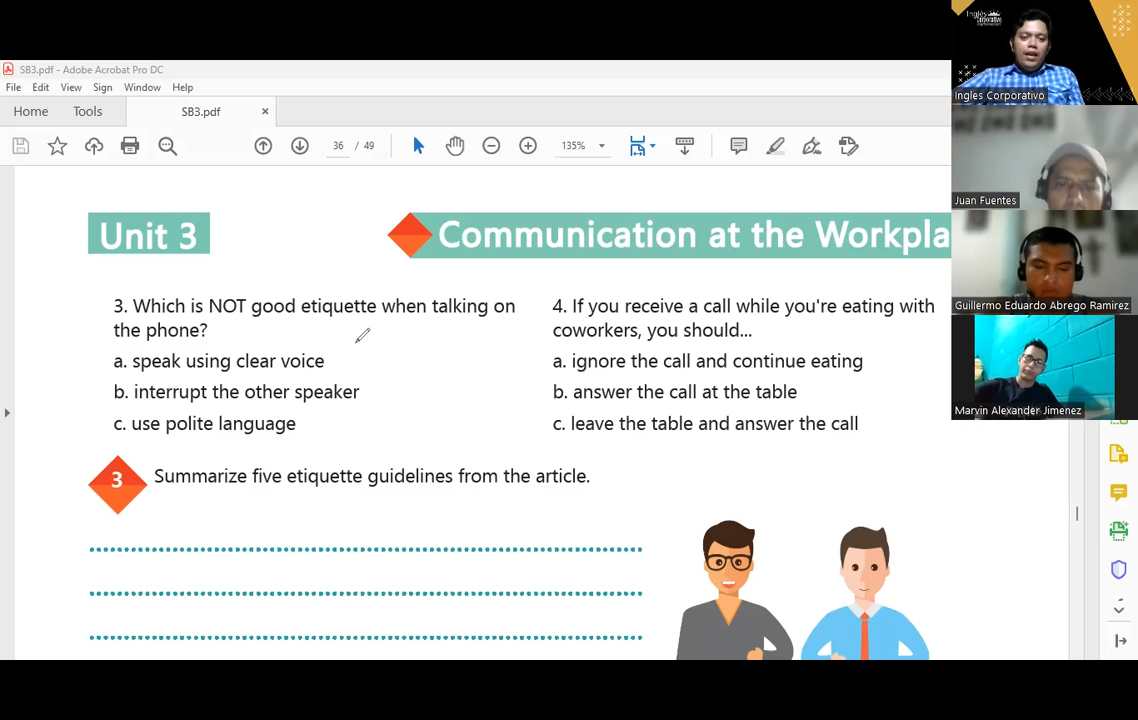 SB3.pdf - Adobe Acrobat Pro DC
File Edit View Sign Window Help
Home Tools SB3.pdf ×
36 / 49 135%
Unit 3 Communication at the Workpla
3. Which is NOT good etiquette when talking on
the phone?
a. speak using clear voice
b. interrupt the other speaker
c. use polite language
4. If you receive a call while you're eating with
coworkers, you should...
a. ignore the call and continue eating
b. answer the call at the table
c. leave the table and answer the call
3 Summarize five etiquette guidelines from the article.
Inglés
Corporativo
Ingles Corporativo
Juan Fuentes
Guillermo Eduardo Abrego Ramirez
Marvin Alexander Jimenez